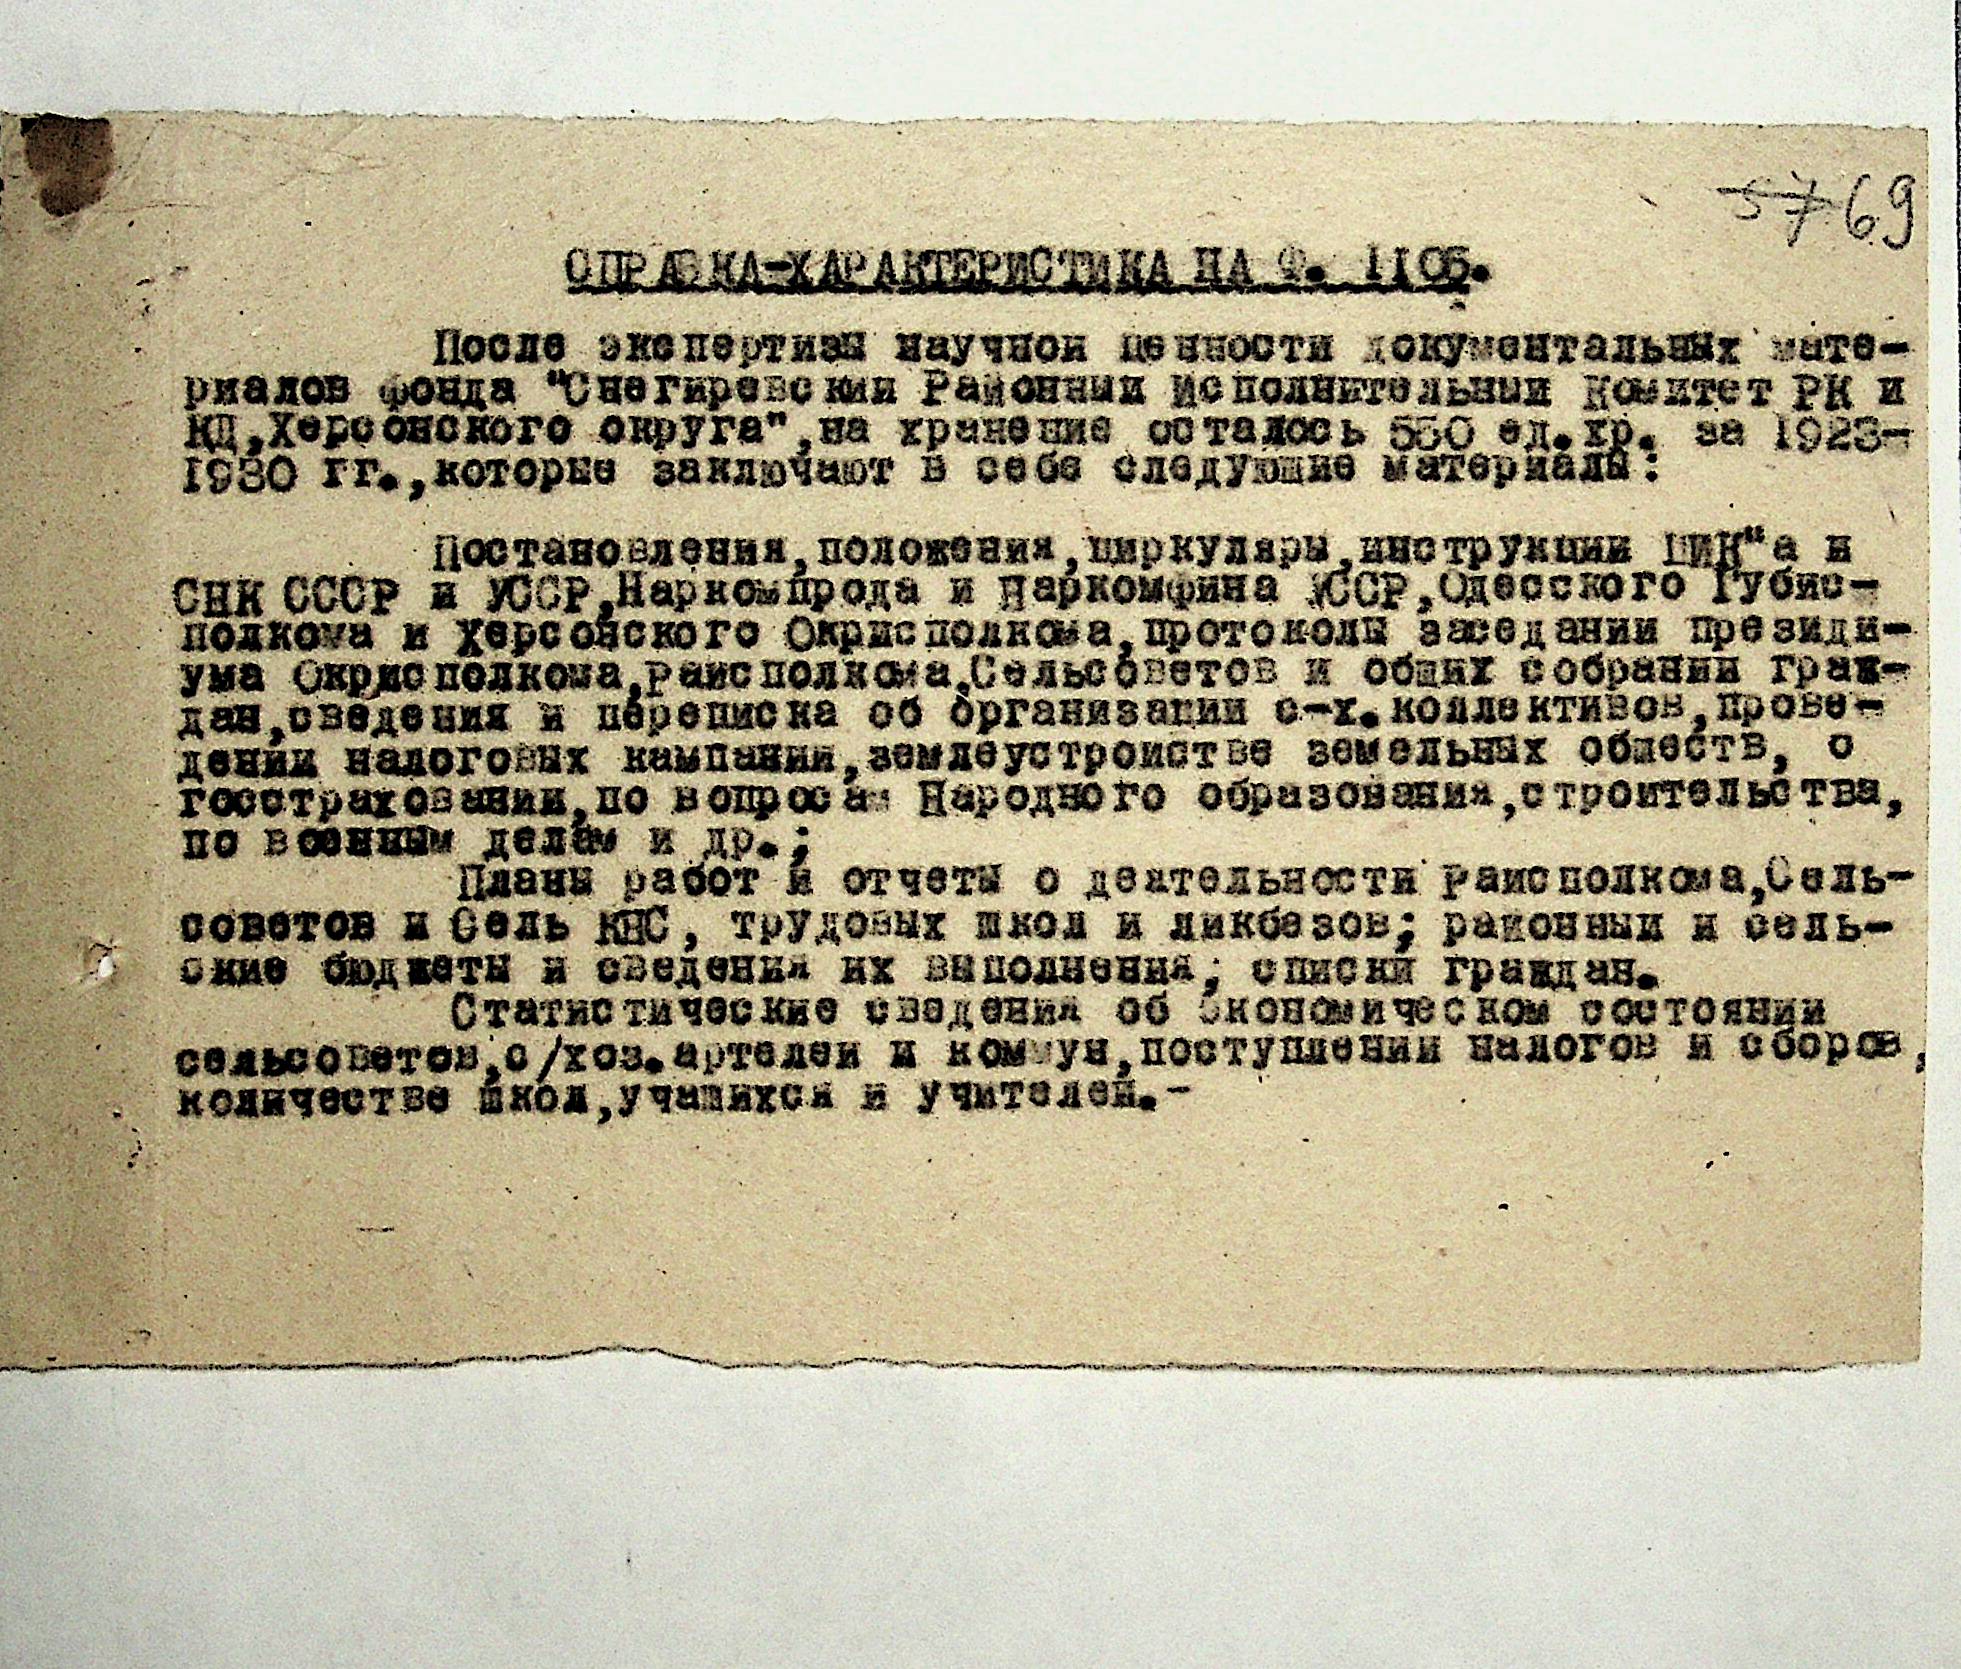 57 69
СПРАВКА-ХАРАКТЕРИСТИКА НА Ф. 1105.
После экспертизы научной ценности документальных мате-
риалов фонда "Снегиревский Районный Исполнительный Комитет РК и
КД,Херсонского округа",на хранение осталось 550 ед.хр. за 1923-
1930 гг.,которые заключают в себе следующие материалы:
Постановления,положения,циркуляры,инструкции ЦИК"а и
СНК СССР и УССР,Наркомпрода и Наркомфина УССР,Одесского Губис-
полкома и Херсонского Окрисполкома,протоколы заседаний президи-
ума Окрисполкома,райисполкома,Сельсоветов и общих собраний граж-
дан,сведения и переписка об организации с-х.коллективов,прове-
дении налоговых кампании,землеустройстве земельных обществ, о
госстраховании,по вопросам Народного образования,строительства,
по военным делам и др.;
Планы работ и отчеты о деятельности райисполкома,Сель-
советов и Сель КНС, трудовых школ и ликбезов; районный и сель-
ские бюджеты и сведения их выполнения; списки граждан.
Статистические сведения об экономическом состоянии
сельсоветов,с/хоз.артелей и коммун,поступлении налогов и сборов,
количестве школ,учащихся и учителей.-